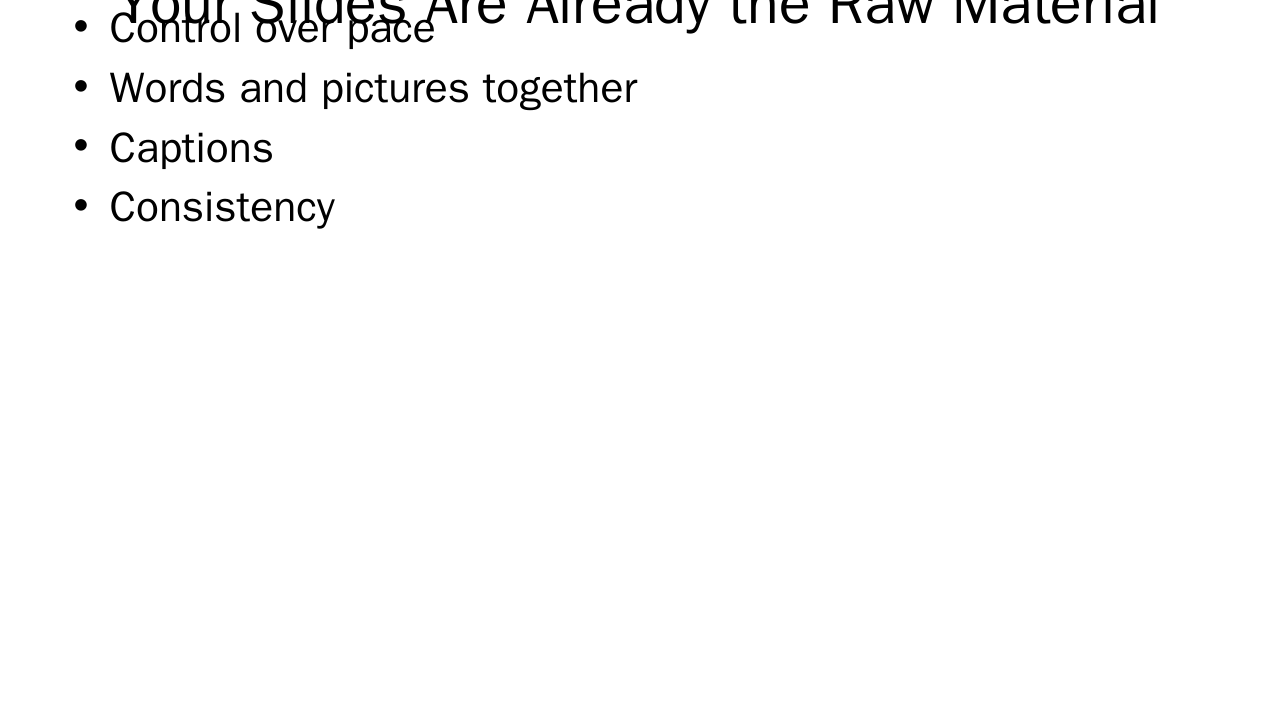 Your Slides Are Already the Raw Material
• Control over pace
• Words and pictures together
• Captions
• Consistency